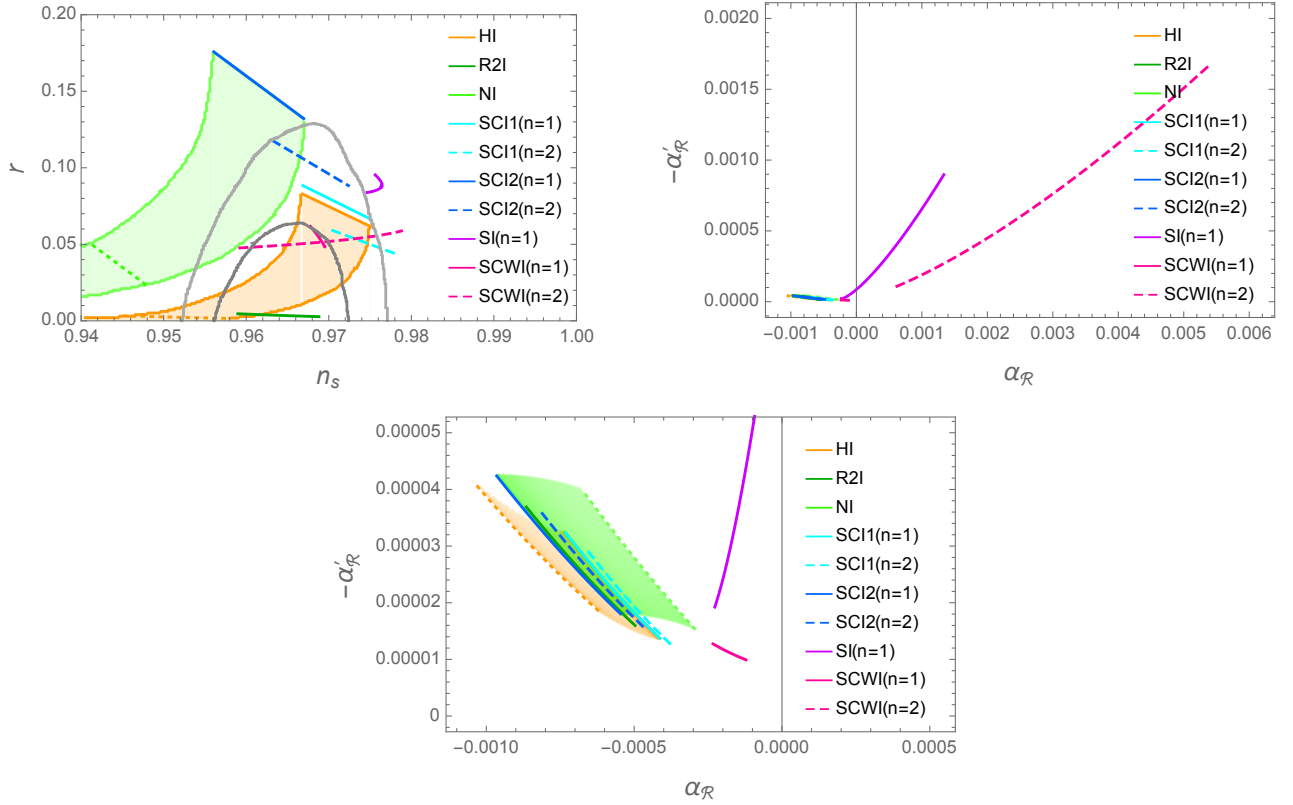 0.20
0.15
0.10
0.05
0.00
r
0.94
0.95
0.96
0.97
0.98
0.99
1.00
n_s
HI
R2I
NI
SCI1(n=1)
SCI1(n=2)
SCI2(n=1)
SCI2(n=2)
SI(n=1)
SCWI(n=1)
SCWI(n=2)
0.0020
0.0015
0.0010
0.0005
0.0000
−α′_ℛ
−0.001
0.000
0.001
0.002
0.003
0.004
0.005
0.006
α_ℛ
HI
R2I
NI
SCI1(n=1)
SCI1(n=2)
SCI2(n=1)
SCI2(n=2)
SI(n=1)
SCWI(n=1)
SCWI(n=2)
0.00005
0.00004
0.00003
0.00002
0.00001
0
−α′_ℛ
−0.0010
−0.0005
0.0000
0.0005
α_ℛ
HI
R2I
NI
SCI1(n=1)
SCI1(n=2)
SCI2(n=1)
SCI2(n=2)
SI(n=1)
SCWI(n=1)
SCWI(n=2)